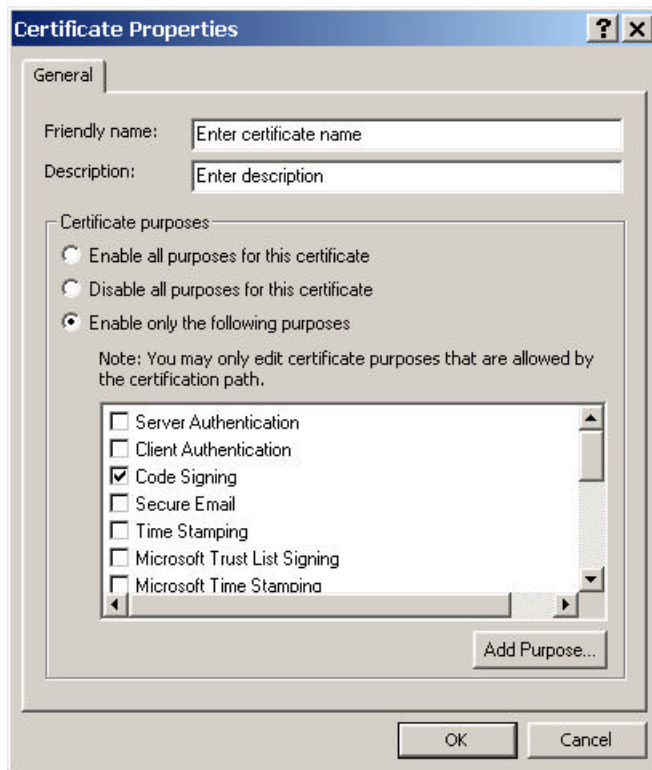 Certificate Properties
General
Friendly name: Enter certificate name
Description: Enter description
Certificate purposes
Enable all purposes for this certificate
Disable all purposes for this certificate
Enable only the following purposes
Note: You may only edit certificate purposes that are allowed by
the certification path.
Server Authentication
Client Authentication
Code Signing
Secure Email
Time Stamping
Microsoft Trust List Signing
Microsoft Time Stamping
Add Purpose...
OK Cancel